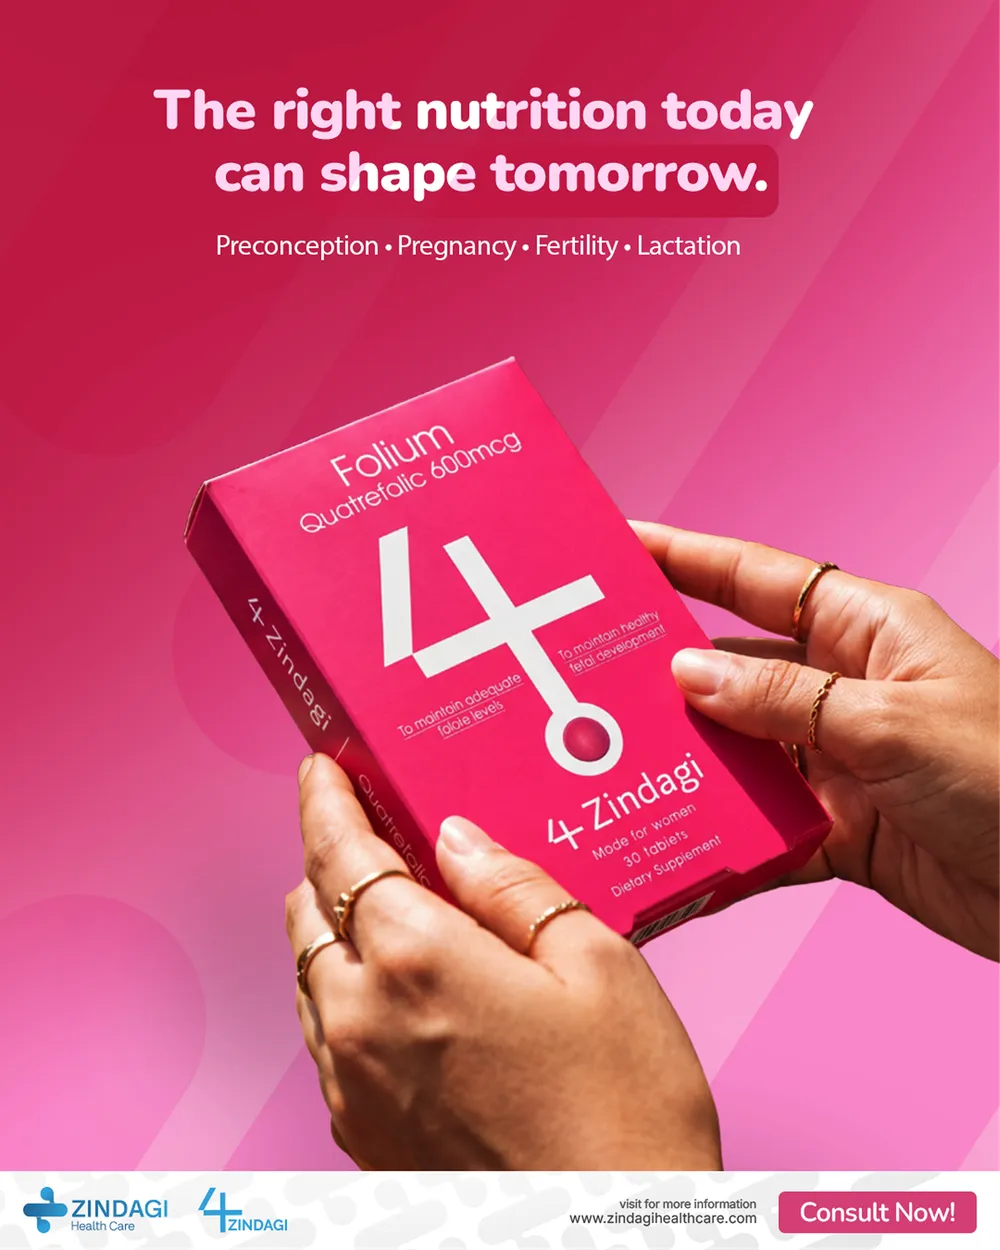 The right nutrition today
can shape tomorrow.
Preconception • Pregnancy • Fertility • Lactation
Folium
Quatrefolic 600mcg
4
To maintain healthy
fetal development
To maintain adequate
folate levels
4 Zindagi
Made for women
30 tablets
Dietary Supplement
4 Zindagi | Quatrefolic
ZINDAGI
Health Care
4 ZINDAGI
visit for more information
www.zindagihealthcare.com
Consult Now!